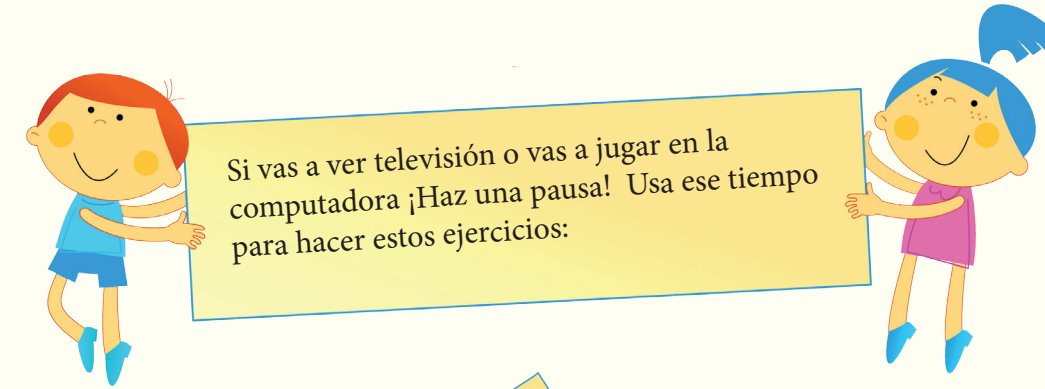 Si vas a ver televisión o vas a jugar en la
computadora ¡Haz una pausa!  Usa ese tiempo
para hacer estos ejercicios: